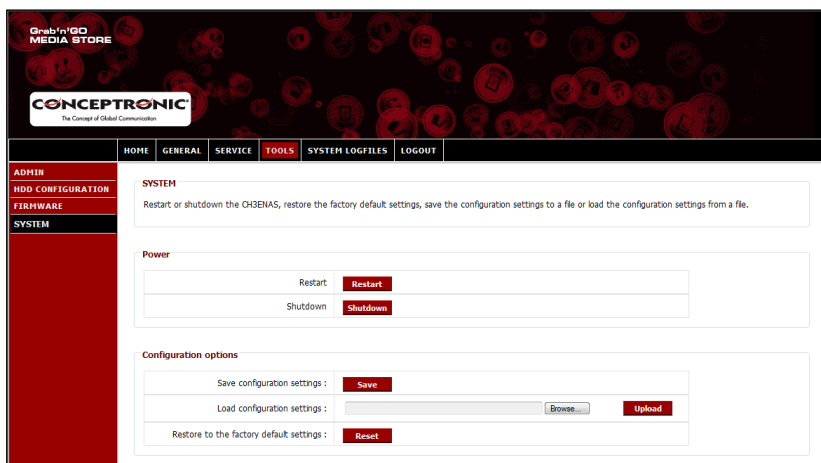 Grab'n'GO
MEDIA STORE
CONCEPTRONIC
The Concept of Global Communication
HOME GENERAL SERVICE TOOLS SYSTEM LOGFILES LOGOUT
ADMIN
HDD CONFIGURATION
FIRMWARE
SYSTEM
SYSTEM
Restart or shutdown the CH3ENAS, restore the factory default settings, save the configuration settings to a file or load the configuration settings from a file.
Power
Restart Restart
Shutdown Shutdown
Configuration options
Save configuration settings : Save
Load configuration settings : Browse... Upload
Restore to the factory default settings : Reset